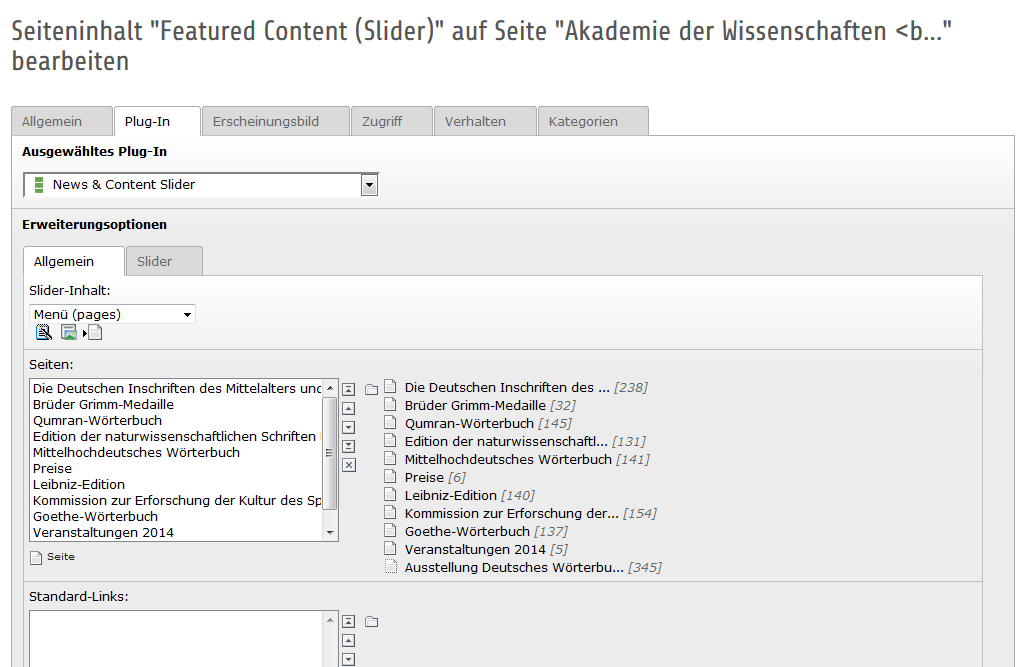 Seiteninhalt "Featured Content (Slider)" auf Seite "Akademie der Wissenschaften <b..."
bearbeiten
Allgemein Plug-In Erscheinungsbild Zugriff Verhalten Kategorien
Ausgewähltes Plug-In
News & Content Slider
Erweiterungsoptionen
Allgemein Slider
Slider-Inhalt:
Menü (pages)
Seiten:
Die Deutschen Inschriften des Mittelalters und
Brüder Grimm-Medaille
Qumran-Wörterbuch
Edition der naturwissenschaftlichen Schriften
Mittelhochdeutsches Wörterbuch
Preise
Leibniz-Edition
Kommission zur Erforschung der Kultur des Sp
Goethe-Wörterbuch
Veranstaltungen 2014
Seite
Die Deutschen Inschriften des ... [238]
Brüder Grimm-Medaille [32]
Qumran-Wörterbuch [145]
Edition der naturwissenschaftl... [131]
Mittelhochdeutsches Wörterbuch [141]
Preise [6]
Leibniz-Edition [140]
Kommission zur Erforschung der... [154]
Goethe-Wörterbuch [137]
Veranstaltungen 2014 [5]
Ausstellung Deutsches Wörterbu... [345]
Standard-Links: